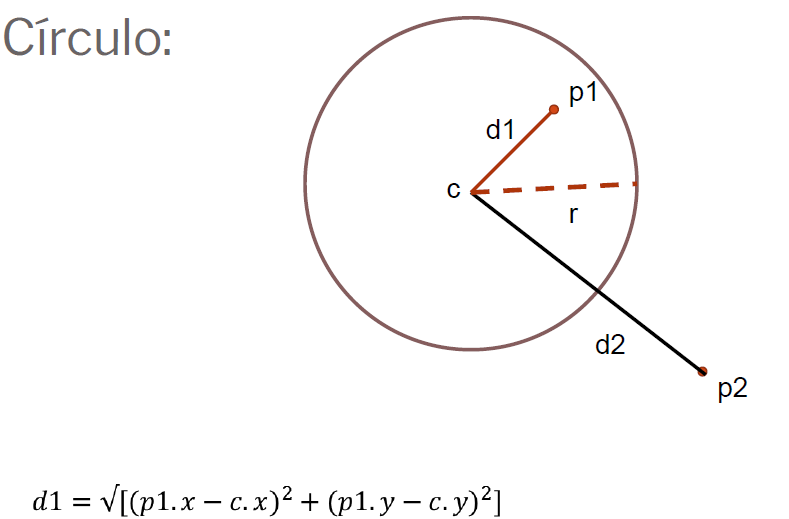 Círculo:
p1
d1
c
r
d2
p2
d1 = √[(p1.x − c.x)² + (p1.y − c.y)²]